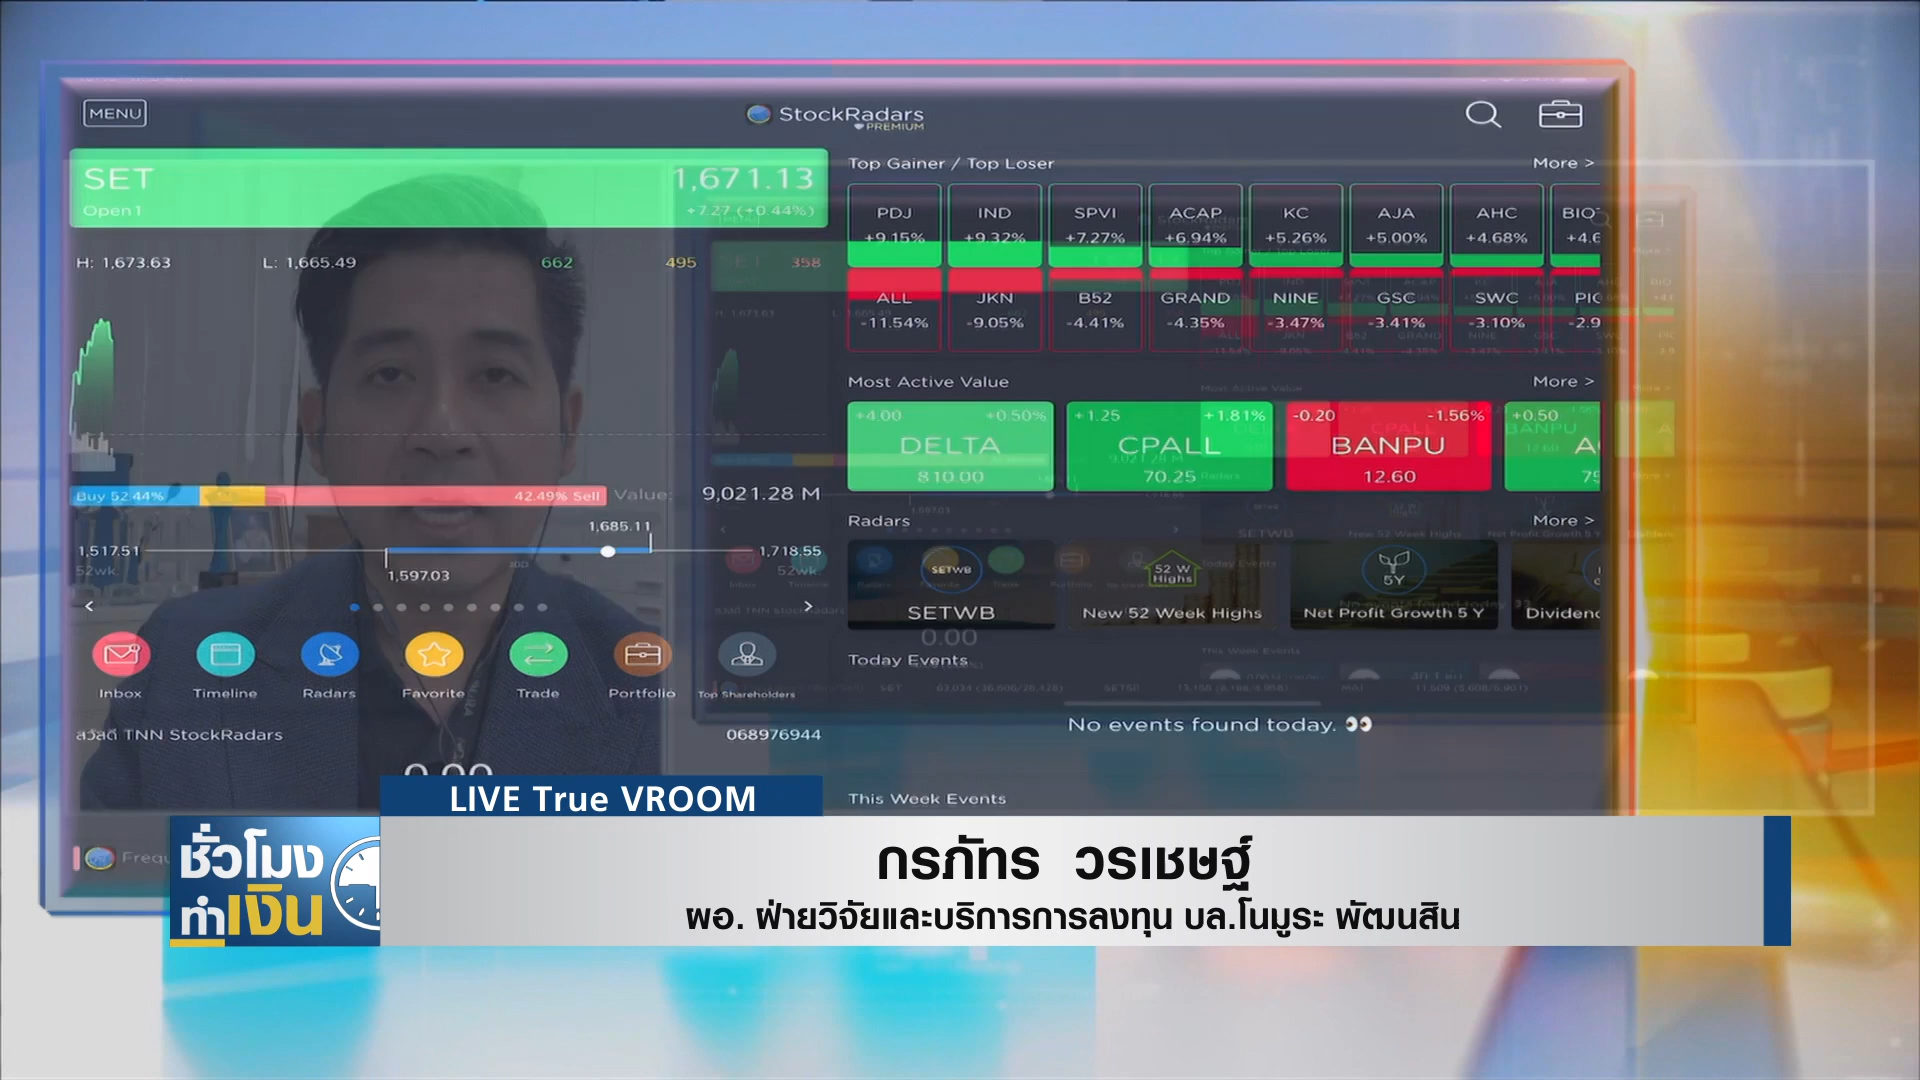 MENU
StockRadars
PREMIUM
SET
1,671.13
Open1
+7.27 (+0.44%)
H: 1,673.63
L: 1,665.49
662
495
358
Buy 52.44%
42.49% Sell
Value:
9,021.28 M
1,685.11
1,517.51
1,718.55
52wk.
52wk.
1,597.03
Inbox
Timeline
Radars
Favorite
Trade
Portfolio
Top Shareholders
สวัสดี TNN StockRadars
068976944
Top Gainer / Top Loser
More >
PDJ
IND
SPVI
ACAP
KC
AJA
AHC
+9.15%
+9.32%
+7.27%
+6.94%
+5.26%
+5.00%
+4.68%
+4.6
ALL
JKN
B52
GRAND
NINE
GSC
SWC
-11.54%
-9.05%
-4.41%
-4.35%
-3.47%
-3.41%
-3.10%
-2.9
Most Active Value
More >
+4.00
+0.50%
+1.25
+1.81%
-0.20
-1.56%
+0.50
DELTA
CPALL
BANPU
810.00
70.25
12.60
Radars
More >
SETWB
52 W
Highs
5Y
SETWB
New 52 Week Highs
Net Profit Growth 5 Y
0.00
Today Events
No events found today.
This Week Events
LIVE True VROOM
ชั่วโมง
ทำเงิน
กรภัทร วรเชษฐ์
ผอ. ฝ่ายวิจัยและบริการการลงทุน บล.โนมูระ พัฒนสิน